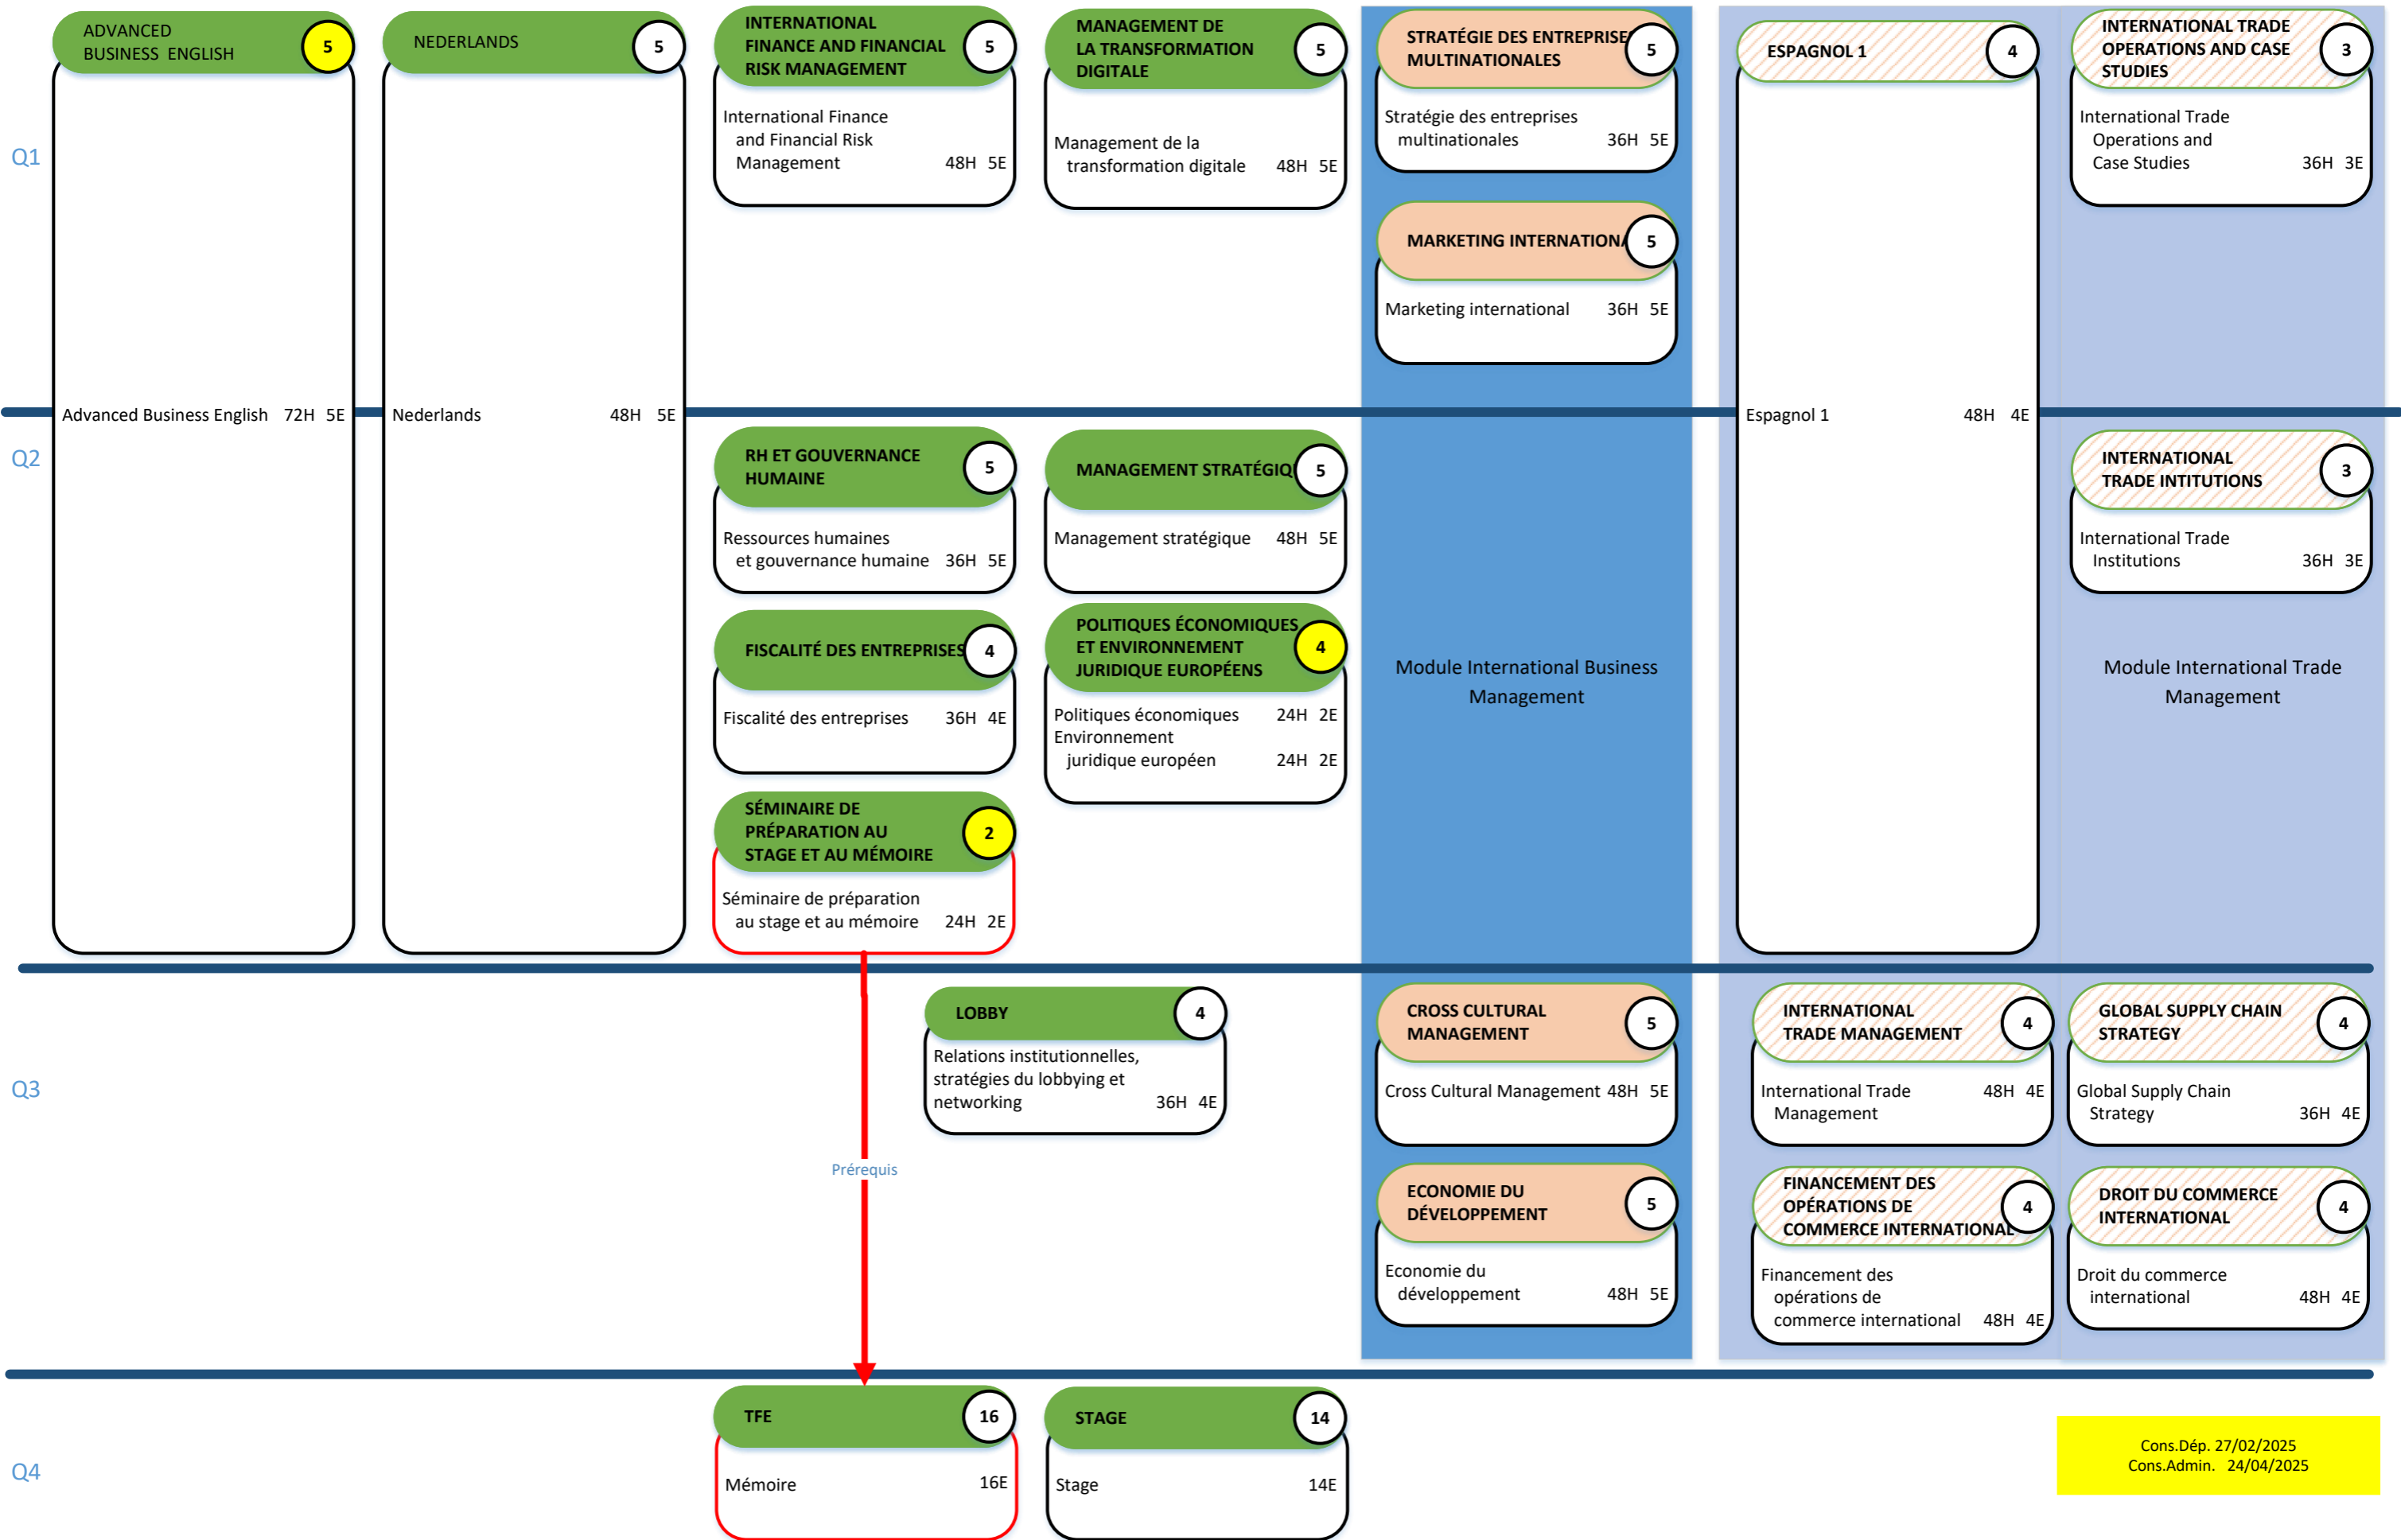 ADVANCED
BUSINESS  ENGLISH
5
Advanced Business English 72H 5E
NEDERLANDS
5
Nederlands 48H 5E
Q1
INTERNATIONAL
FINANCE AND FINANCIAL
RISK MANAGEMENT
5
International Finance
and Financial Risk
Management 48H 5E
MANAGEMENT DE
LA TRANSFORMATION
DIGITALE
5
Management de la
transformation digitale 48H 5E
STRATÉGIE DES ENTREPRISES
MULTINATIONALES
5
Stratégie des entreprises
multinationales 36H 5E
MARKETING INTERNATIONA
5
Marketing international 36H 5E
ESPAGNOL 1
4
Espagnol 1 48H 4E
INTERNATIONAL TRADE
OPERATIONS AND CASE
STUDIES
3
International Trade
Operations and
Case Studies 36H 3E
Q2
RH ET GOUVERNANCE
HUMAINE
5
Ressources humaines
et gouvernance humaine 36H 5E
MANAGEMENT STRATÉGIQU
5
Management stratégique 48H 5E
INTERNATIONAL
TRADE INTITUTIONS
3
International Trade
Institutions 36H 3E
FISCALITÉ DES ENTREPRISES
4
Fiscalité des entreprises 36H 4E
POLITIQUES ÉCONOMIQUES
ET ENVIRONNEMENT
JURIDIQUE EUROPÉENS
4
Politiques économiques 24H 2E
Environnement
juridique européen 24H 2E
Module International Business
Management
Module International Trade
Management
SÉMINAIRE DE
PRÉPARATION AU
STAGE ET AU MÉMOIRE
2
Séminaire de préparation
au stage et au mémoire 24H 2E
Q3
LOBBY
4
Relations institutionnelles,
stratégies du lobbying et
networking 36H 4E
Prérequis
CROSS CULTURAL
MANAGEMENT
5
Cross Cultural Management 48H 5E
INTERNATIONAL
TRADE MANAGEMENT
4
International Trade
Management 48H 4E
GLOBAL SUPPLY CHAIN
STRATEGY
4
Global Supply Chain
Strategy 36H 4E
ECONOMIE DU
DÉVELOPPEMENT
5
Economie du
développement 48H 5E
FINANCEMENT DES
OPÉRATIONS DE
COMMERCE INTERNATIONAL
4
Financement des
opérations de
commerce international 48H 4E
DROIT DU COMMERCE
INTERNATIONAL
4
Droit du commerce
international 48H 4E
Q4
TFE
16
Mémoire 16E
STAGE
14
Stage 14E
Cons.Dép. 27/02/2025
Cons.Admin. 24/04/2025